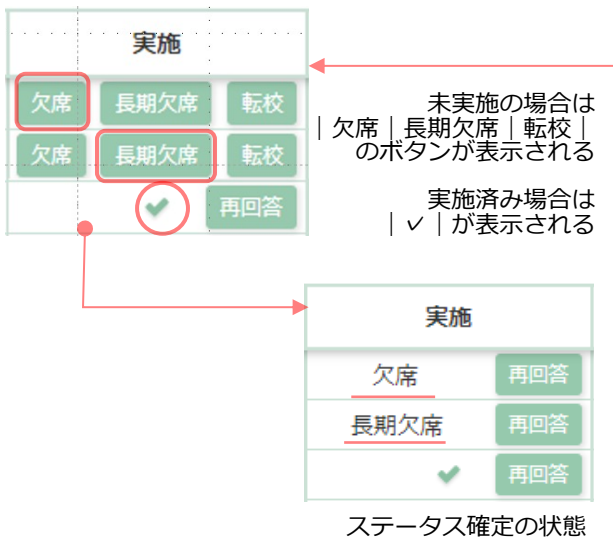 実施
欠席 長期欠席 転校
欠席 長期欠席 転校
✓ 再回答
未実施の場合は
｜欠席｜長期欠席｜転校｜
のボタンが表示される
実施済み場合は
｜✓｜が表示される
実施
欠席 再回答
長期欠席 再回答
✓ 再回答
ステータス確定の状態